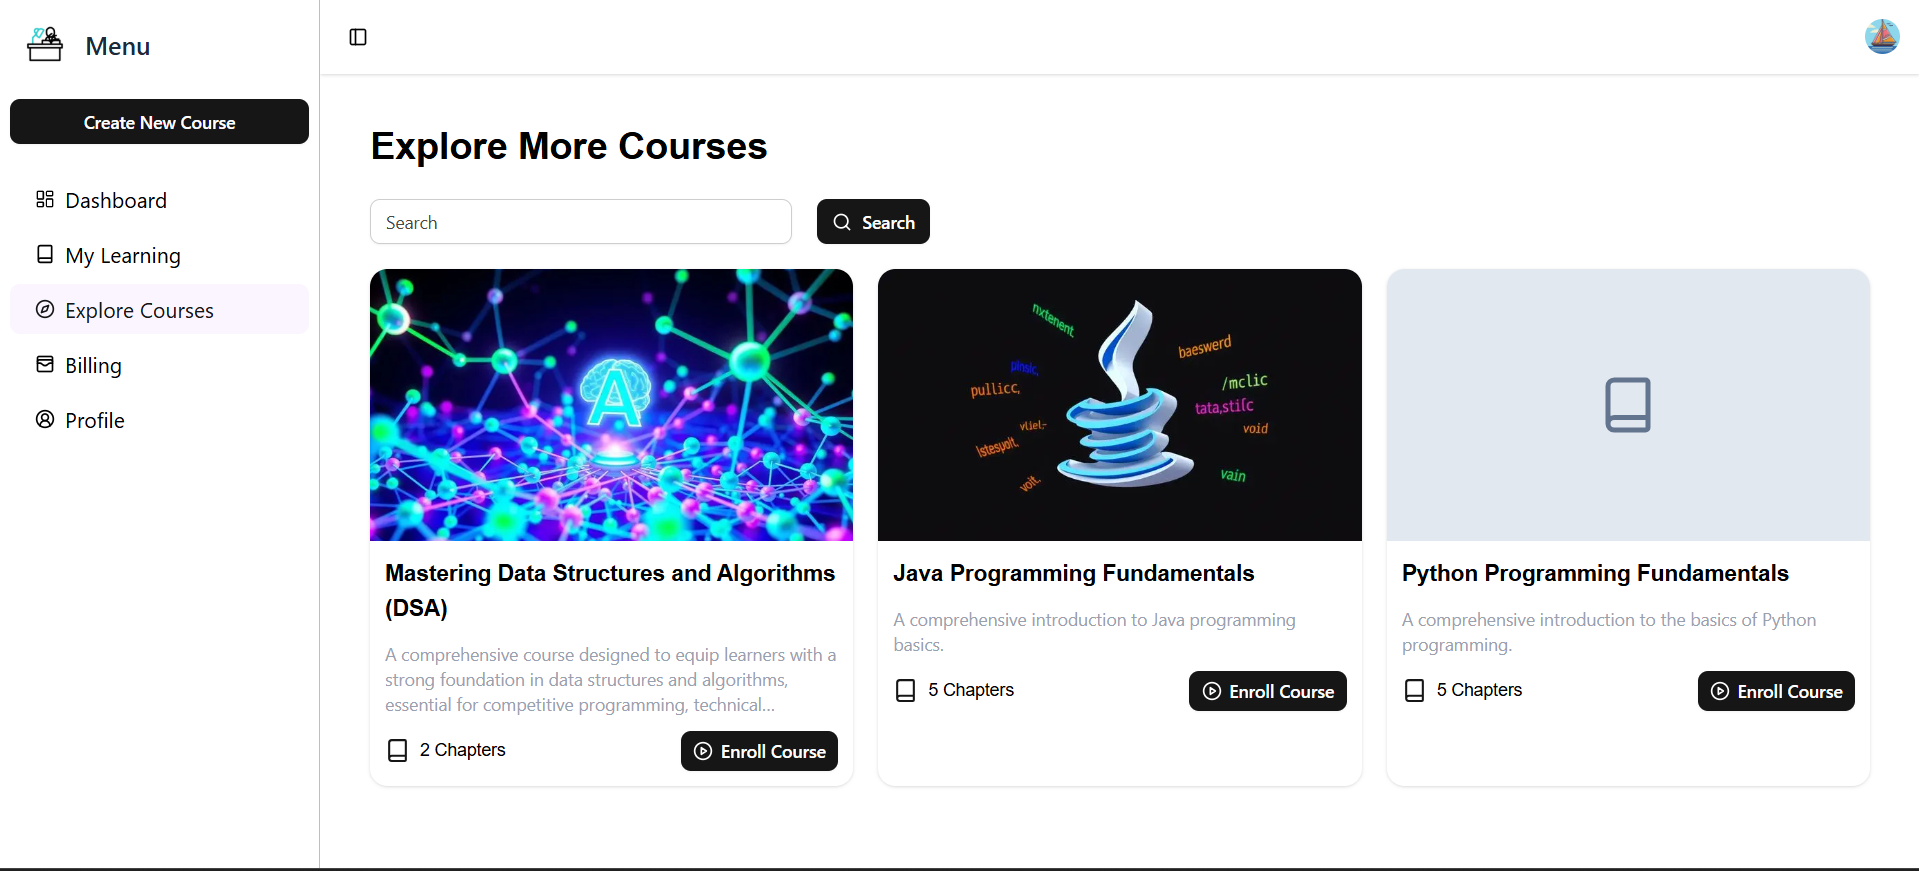 Menu
Create New Course
Dashboard
My Learning
Explore Courses
Billing
Profile
Explore More Courses
Search
Search
nxtenent
baeswerd
plnslc,
pullicc,
/mclic
tata,stifc
vliel.-
void
\stesuolt.
vain
voit.
A
Mastering Data Structures and Algorithms
(DSA)
A comprehensive course designed to equip learners with a
strong foundation in data structures and algorithms,
essential for competitive programming, technical...
2 Chapters
Enroll Course
Java Programming Fundamentals
A comprehensive introduction to Java programming
basics.
5 Chapters
Enroll Course
Python Programming Fundamentals
A comprehensive introduction to the basics of Python
programming.
5 Chapters
Enroll Course